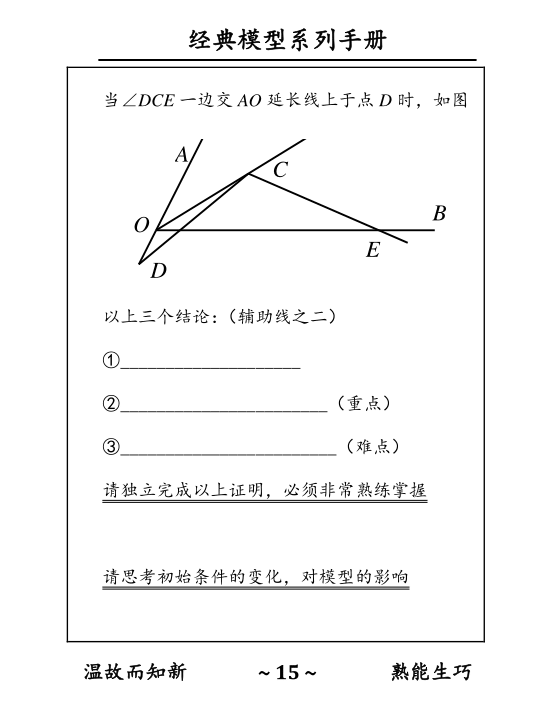 经典模型系列手册
当∠DCE 一边交 AO 延长线上于点 D 时，如图
A
C
O
B
E
D
以上三个结论：（辅助线之二）
①____________________
②_______________________（重点）
③________________________（难点）
请独立完成以上证明，必须非常熟练掌握
请思考初始条件的变化，对模型的影响
温故而知新 ~ 15 ~ 熟能生巧